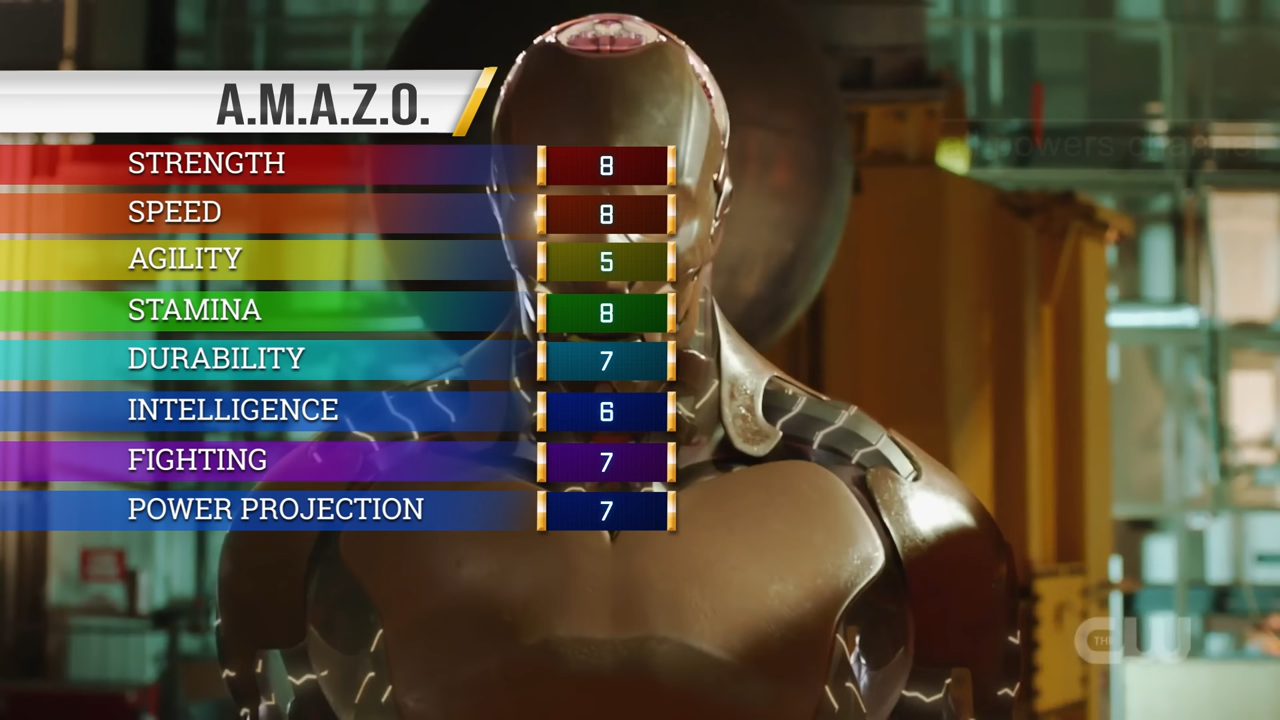 A.M.A.Z.O.
STRENGTH 8
SPEED 8
AGILITY 5
STAMINA 8
DURABILITY 7
INTELLIGENCE 6
FIGHTING 7
POWER PROJECTION 7
THE CW